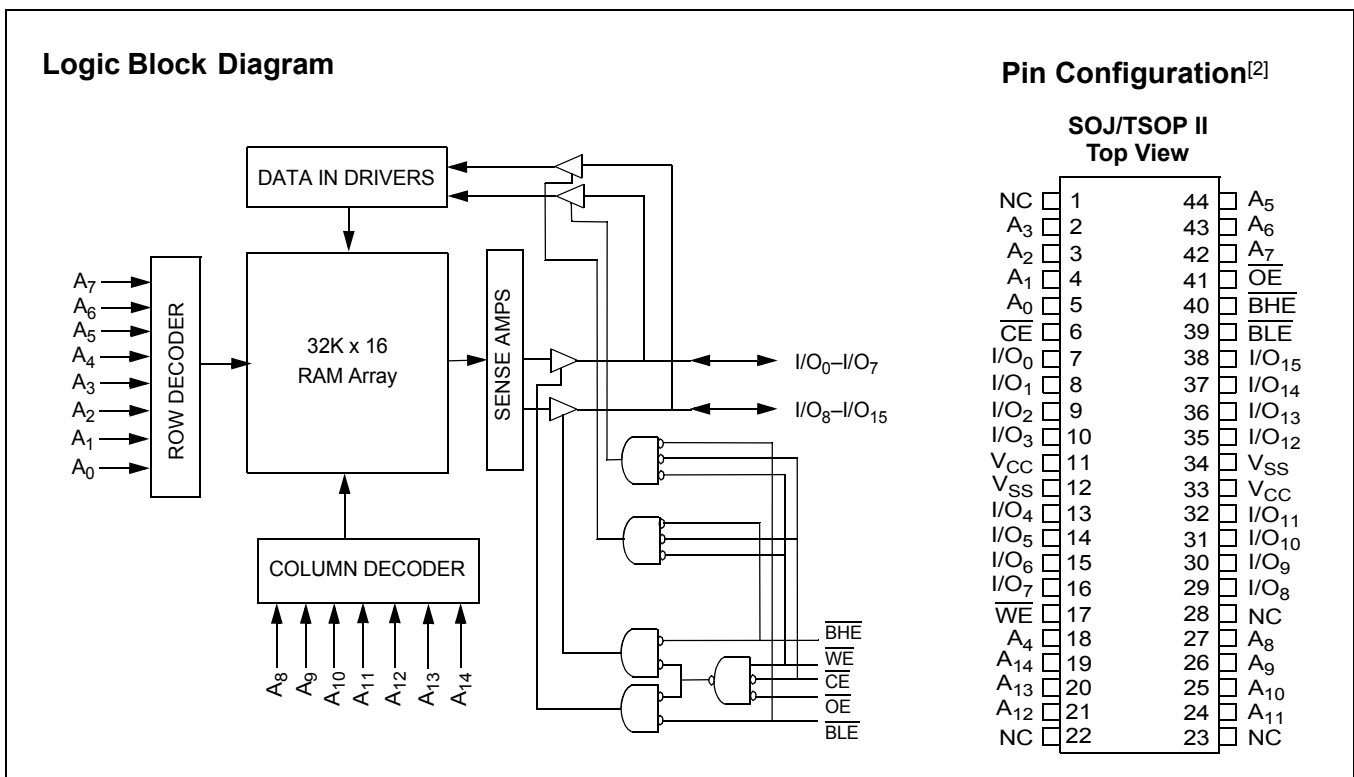 Logic Block Diagram
DATA IN DRIVERS
A7
A6
A5
A4
A3
A2
A1
A0
ROW DECODER
32K x 16
RAM Array
SENSE AMPS
I/O0–I/O7
I/O8–I/O15
COLUMN DECODER
A8
A9
A10
A11
A12
A13
A14
BHE
WE
CE
OE
BLE
Pin Configuration[2]
SOJ/TSOP II
Top View
NC 1 44 A5
A3 2 43 A6
A2 3 42 A7
A1 4 41 OE
A0 5 40 BHE
CE 6 39 BLE
I/O0 7 38 I/O15
I/O1 8 37 I/O14
I/O2 9 36 I/O13
I/O3 10 35 I/O12
VCC 11 34 VSS
VSS 12 33 VCC
I/O4 13 32 I/O11
I/O5 14 31 I/O10
I/O6 15 30 I/O9
I/O7 16 29 I/O8
WE 17 28 NC
A4 18 27 A8
A14 19 26 A9
A13 20 25 A10
A12 21 24 A11
NC 22 23 NC